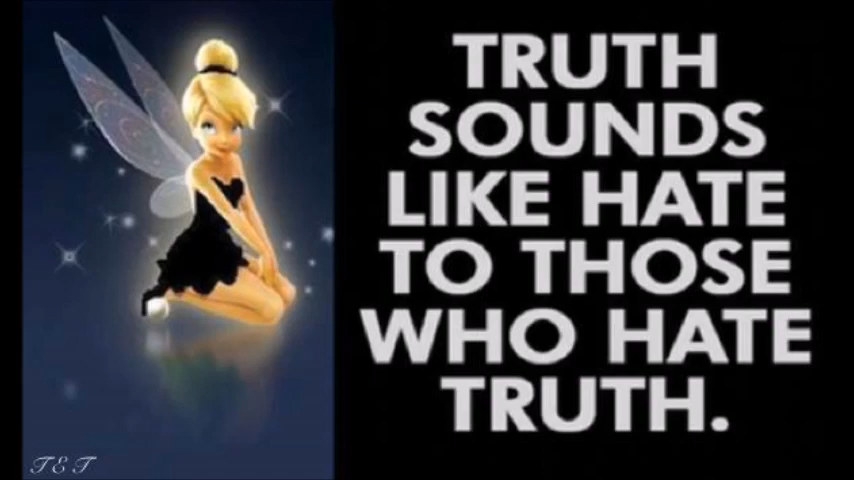 TRUTH
SOUNDS
LIKE HATE
TO THOSE
WHO HATE
TRUTH.
T&T